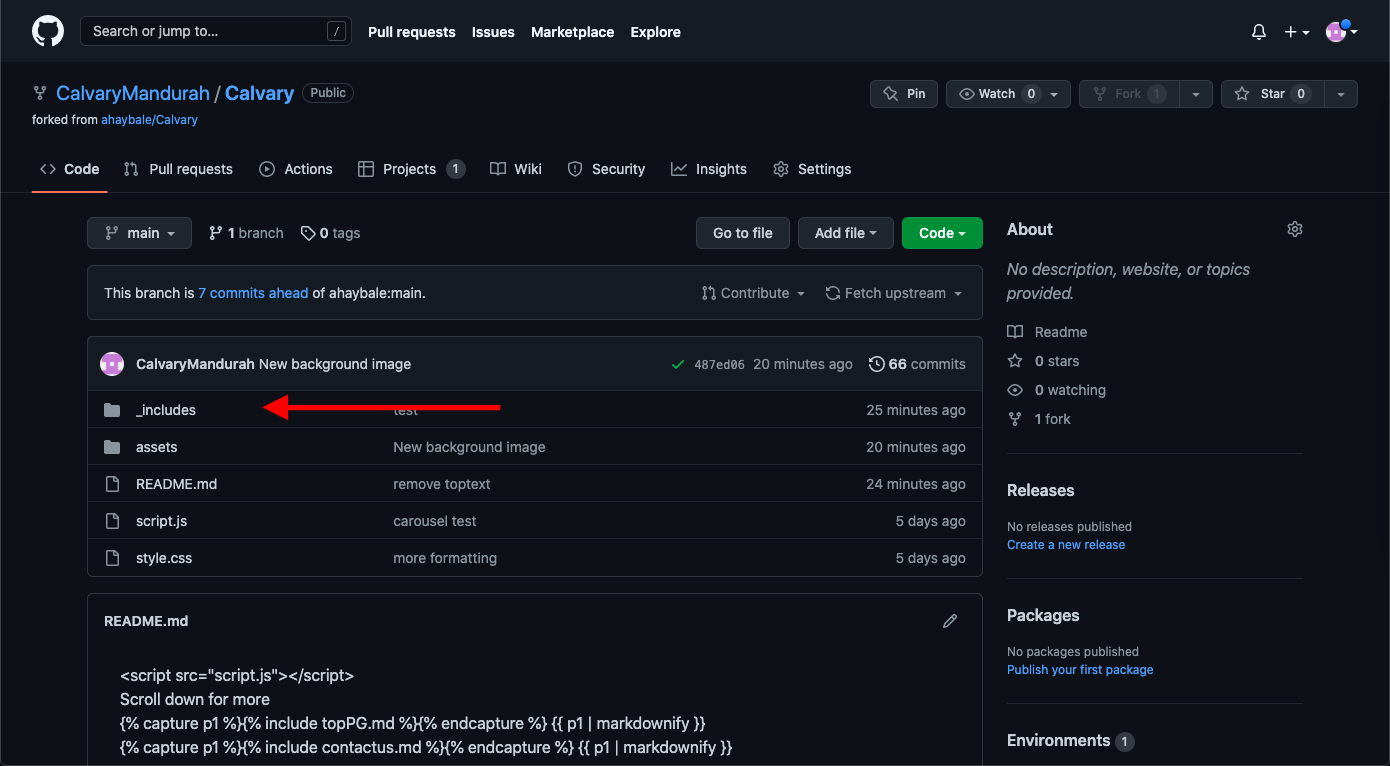 Search or jump to... /
Pull requests Issues Marketplace Explore
CalvaryMandurah / Calvary Public
forked from ahaybale/Calvary
Pin Watch 0 Fork 1 Star 0
Code Pull requests Actions Projects 1 Wiki Security Insights Settings
main 1 branch 0 tags Go to file Add file Code
This branch is 7 commits ahead of ahaybale:main. Contribute Fetch upstream
CalvaryMandurah New background image 487ed06 20 minutes ago 66 commits
_includes test 25 minutes ago
assets New background image 20 minutes ago
README.md remove toptext 24 minutes ago
script.js carousel test 5 days ago
style.css more formatting 5 days ago
README.md
<script src="script.js"></script>
Scroll down for more
{% capture p1 %}{% include topPG.md %}{% endcapture %} {{ p1 | markdownify }}
{% capture p1 %}{% include contactus.md %}{% endcapture %} {{ p1 | markdownify }}
About
No description, website, or topics
provided.
Readme
0 stars
0 watching
1 fork
Releases
No releases published
Create a new release
Packages
No packages published
Publish your first package
Environments 1